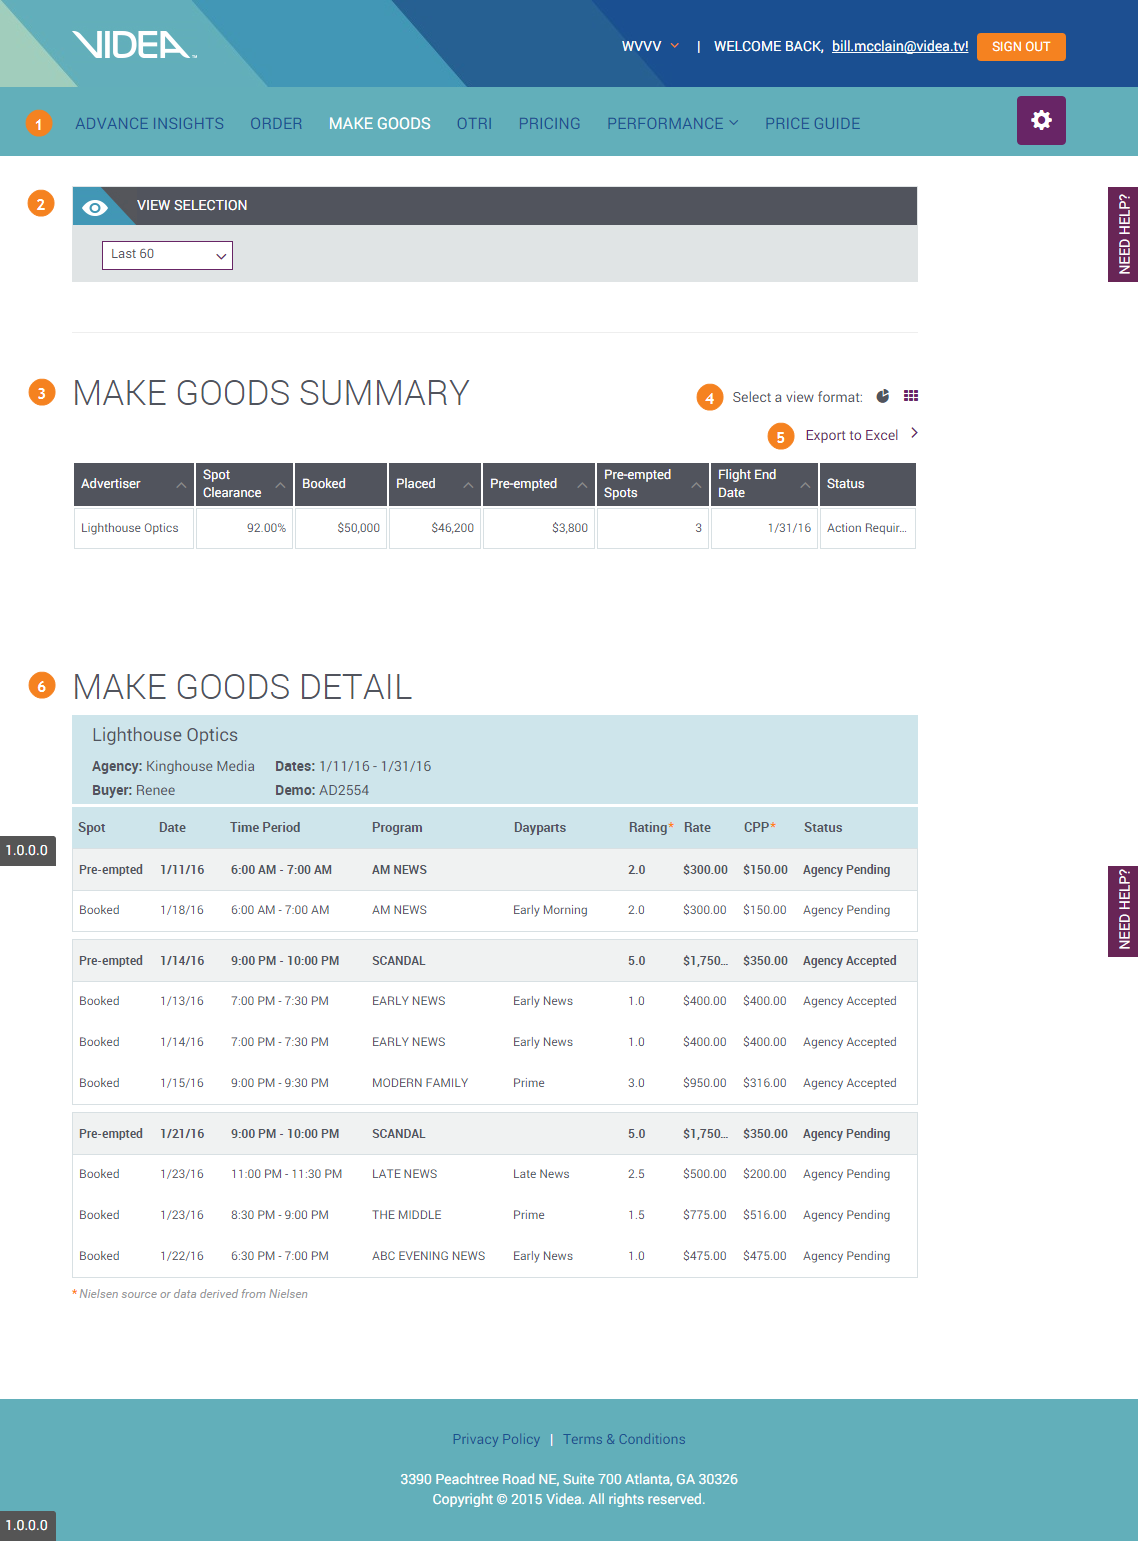 VIDEA™
WVVV | WELCOME BACK, bill.mcclain@videa.tv! SIGN OUT
1 ADVANCE INSIGHTS ORDER MAKE GOODS OTRI PRICING PERFORMANCE PRICE GUIDE
2 VIEW SELECTION
NEED HELP?
Last 60
3 MAKE GOODS SUMMARY
4 Select a view format:
5 Export to Excel
Advertiser Spot Clearance Booked Placed Pre-empted Pre-empted Spots Flight End Date Status
Lighthouse Optics 92.00% $50,000 $46,200 $3,800 3 1/31/16 Action Requir...
6 MAKE GOODS DETAIL
Lighthouse Optics
Agency: Kinghouse Media Dates: 1/11/16 - 1/31/16
Buyer: Renee Demo: AD2554
Spot Date Time Period Program Dayparts Rating* Rate CPP* Status
1.0.0.0
Pre-empted 1/11/16 6:00 AM - 7:00 AM AM NEWS 2.0 $300.00 $150.00 Agency Pending
Booked 1/18/16 6:00 AM - 7:00 AM AM NEWS Early Morning 2.0 $300.00 $150.00 Agency Pending
NEED HELP?
Pre-empted 1/14/16 9:00 PM - 10:00 PM SCANDAL 5.0 $1,750... $350.00 Agency Accepted
Booked 1/13/16 7:00 PM - 7:30 PM EARLY NEWS Early News 1.0 $400.00 $400.00 Agency Accepted
Booked 1/14/16 7:00 PM - 7:30 PM EARLY NEWS Early News 1.0 $400.00 $400.00 Agency Accepted
Booked 1/15/16 9:00 PM - 9:30 PM MODERN FAMILY Prime 3.0 $950.00 $316.00 Agency Accepted
Pre-empted 1/21/16 9:00 PM - 10:00 PM SCANDAL 5.0 $1,750... $350.00 Agency Pending
Booked 1/23/16 11:00 PM - 11:30 PM LATE NEWS Late News 2.5 $500.00 $200.00 Agency Pending
Booked 1/23/16 8:30 PM - 9:00 PM THE MIDDLE Prime 1.5 $775.00 $516.00 Agency Pending
Booked 1/22/16 6:30 PM - 7:00 PM ABC EVENING NEWS Early News 1.0 $475.00 $475.00 Agency Pending
* Nielsen source or data derived from Nielsen
Privacy Policy | Terms & Conditions
3390 Peachtree Road NE, Suite 700 Atlanta, GA 30326
Copyright © 2015 Videa. All rights reserved.
1.0.0.0